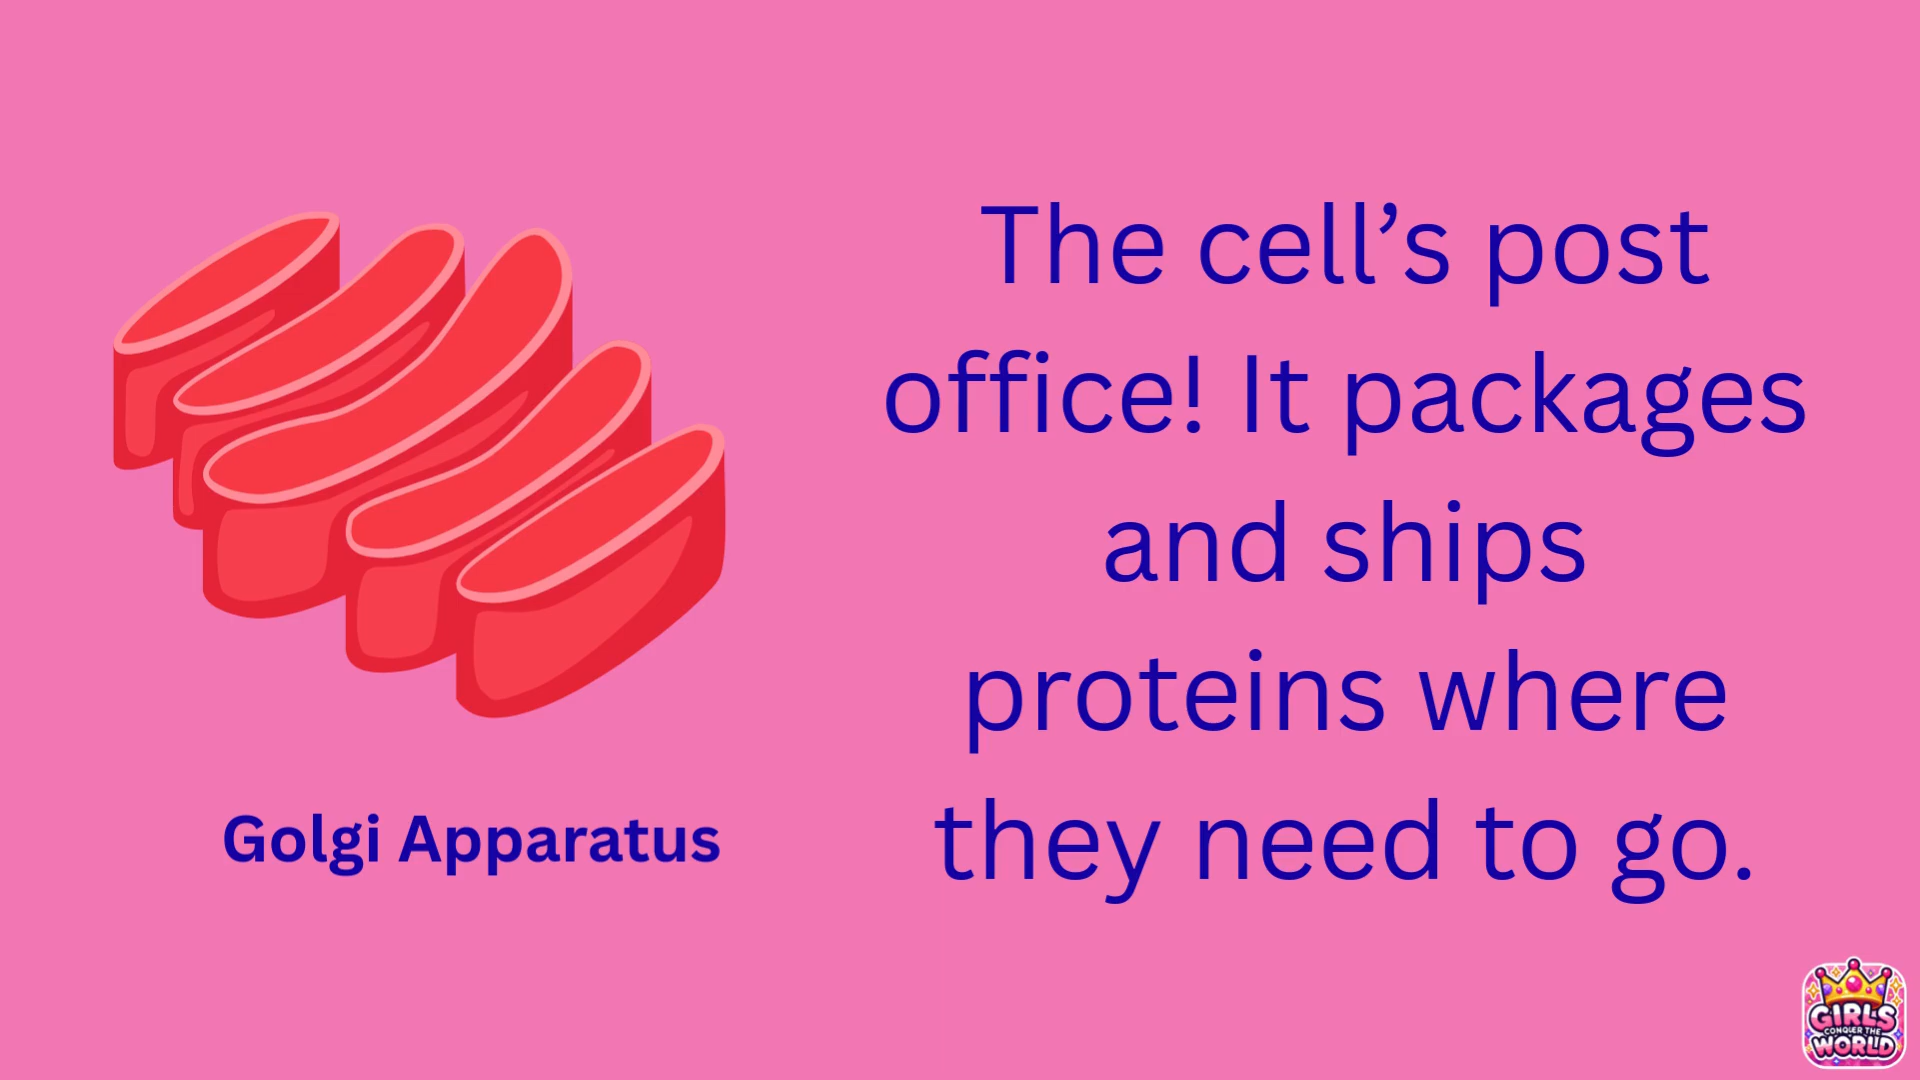 The cell’s post
office! It packages
and ships
proteins where
they need to go.
Golgi Apparatus
GIRLS
CONQUER THE
WORLD